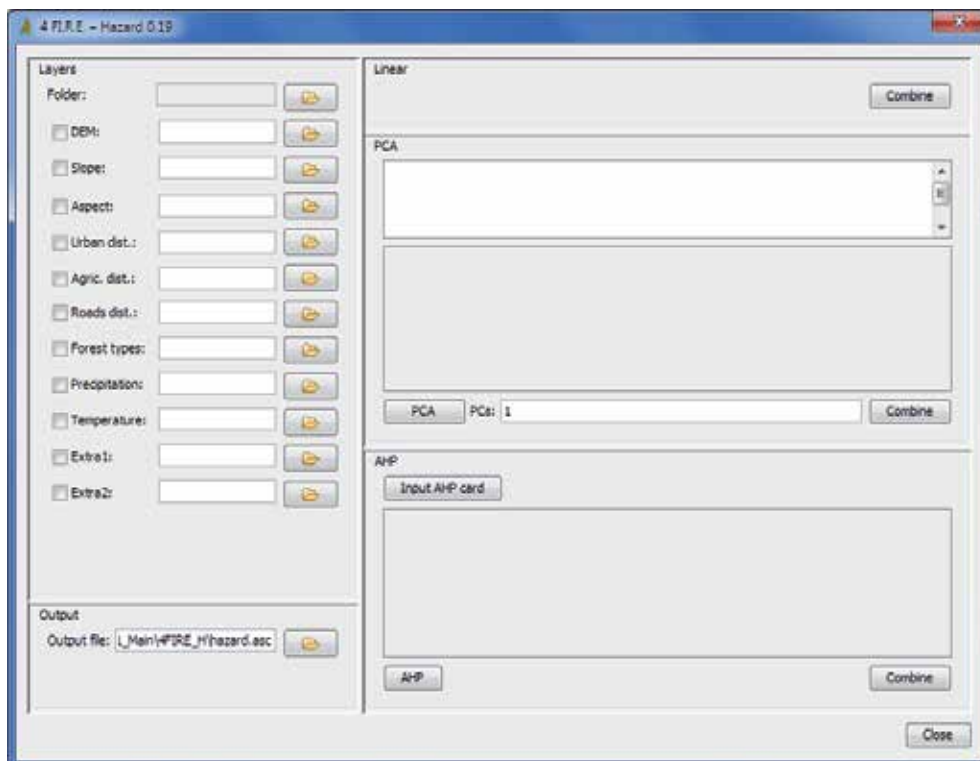 4 F.I.R.E. - Hazard 0.19
Layers
Folder:
DEM:
Slope:
Aspect:
Urban dist.:
Agric. dist.:
Roads dist.:
Forest types:
Precipitation:
Temperature:
Extra1:
Extra2:
Output
Output file: i_Main\4FIRE_H\hazard.asc
Linear
Combine
PCA
PCA PCs: 1 Combine
AHP
Input AHP card
AHP Combine
Close